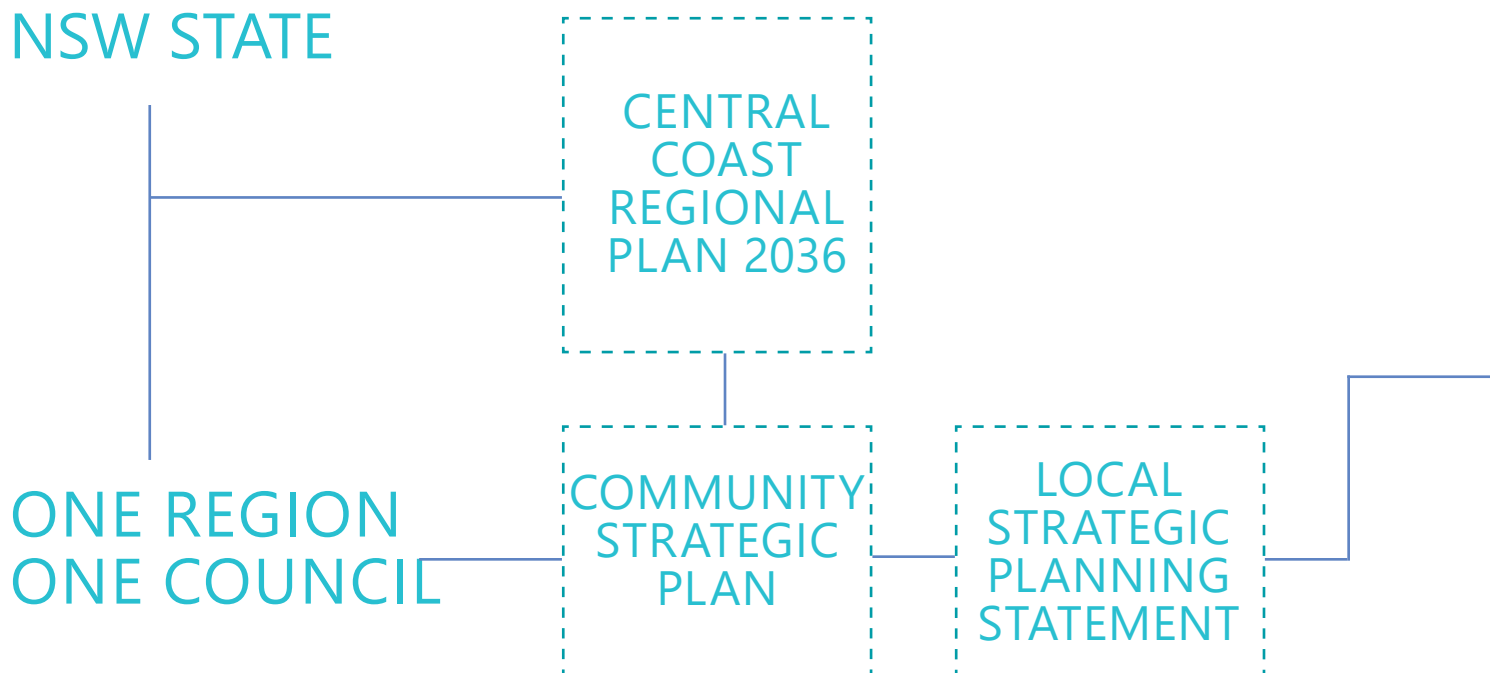 NSW STATE
CENTRAL
COAST
REGIONAL
PLAN 2036
ONE REGION
ONE COUNCIL
COMMUNITY
STRATEGIC
PLAN
LOCAL
STRATEGIC
PLANNING
STATEMENT